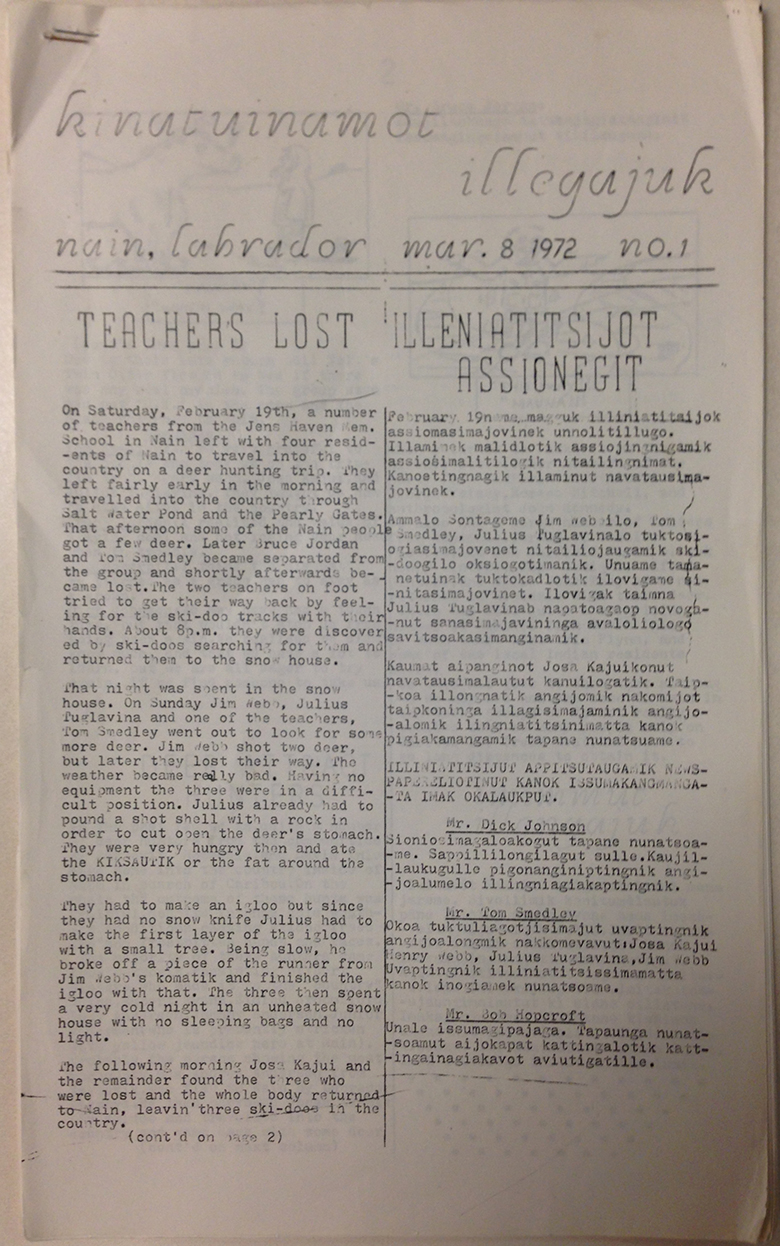 kinatuinamot
illegajuk
nain, labrador mar. 8 1972 no.1
TEACHER'S LOST
On Saturday, February 19th, a number
of teachers from the Jens Haven Mem.
School in Nain left with four resid-
-ents of Nain to travel into the
country on a deer hunting trip. They
left fairly early in the morning and
travelled into the country through
Salt Water Pond and the Pearly Gates.
That afternoon some of the Nain people
got a few deer. Later Bruce Jordan
and Tom Smedley became separated from
the group and shortly afterwards be-
came lost.The two teachers on foot
tried to get their way back by feel-
ing for the ski-doo tracks with their
hands. About 8p.m. they were discover
ed by ski-doos searching for them and
returned them to the snow house.
That night was spent in the snow
house. On Sunday Jim Webb, Julius
Tuglavina and one of the teachers,
Tom Smedley went out to look for some
more deer. Jim Webb shot two deer,
but later they lost their way. The
weather became really bad. Having no
equipment the three were in a diffi-
cult position. Julius already had to
pound a shot shell with a rock in
order to cut open the deer's stomach.
They were very hungry then and ate
the KIKSAUTIK or the fat around the
stomach.
They had to make an igloo but since
they had no snow knife Julius had to
make the first layer of the igloo
with a small tree. Being slow, he
broke off a piece of the runner from
Jim Webb's komatik and finished the
igloo with that. The three then spent
a very cold night in an unheated snow
house with no sleeping bags and no
light.
The following morning Josa Kajui and
the remainder found the three who
were lost and the whole body returned
to Nain, leavin' three ski-doos in the
country.
(cont'd on page 2)
ILLENIATITSIJOT
ASSIONEGIT
February 19n illiniatitaijok
assiomasimajovinek unnolitillugo.
Illaminek malidlotik assiojingnigamik
assiosimalitilogik nitailingnimat.
Kanoetingnagik illaminut navatausima-
jovinek.
Ammalo Sontageme Jim Webilo, Tom
Smedley, Julius Tuglavinalo tuktosi-
ogiasimajovenet nitailiojaugamik ski-
-doogilo oksiogotimanik. Unuame tama-
netuinak tuktokadlotik ilovigame si-
-nitasimajovinet. Ilovigak taimna
Julius Tuglavinab napatoagaop novoga-
-nut sanasimajavininga avaloliologo
savitsoakasimanginamik.
Kaumat aipanginot Josa Kajuikonut
navatausimalautut kanuilogatik. Taip-
-koa illongnatik angijomik nakomijot
taipkoninga illagisimajaminik angijo-
-alomik ilingniatitsinimatta kanok
pigiakamangamik tapane nunatsuame.
ILLINIATITSIJUT APPITSUTAUGAMIK NEWS-
PAPERELIOTINUT KANOK ISSUMAKANGMANGA-
-TA IMAK OKALAUKPUT.
Mr. Dick Johnson
Sioniosimagaloakogut tapane nunatsoa-
-me. Sapoillilongilagut sulle.Kaujil-
-laukugulle pigonanginiptingnik angi-
-joalumelo illingniagiakaptingnik.
Mr. Tom Smedley
Okoa tuktuliagotjisimajut uvaptingnik
angijoalongmik nakkomevavut:Josa Kajui
Henry Webb, Julius Tuglavina,Jim Webb
Uvaptingnik illiniatitsissimamatta
kanok inogiamek nunatsoame.
Mr. Bob Hopcroft
Unale issumagipajaga. Tapaunga nunat-
-soamut aijokapat kattingalotik katt-
-ingainagiakavot aviutigatille.